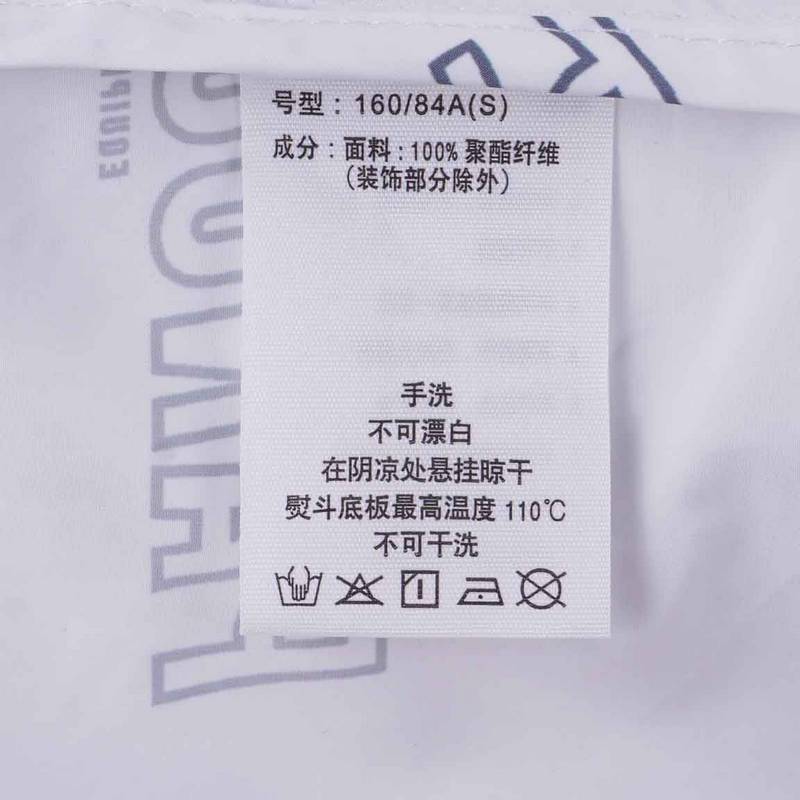 号型：160/84A(S)
成分：面料：100% 聚酯纤维
（装饰部分除外）
手洗
不可漂白
在阴凉处悬挂晾干
熨斗底板最高温度 110℃
不可干洗